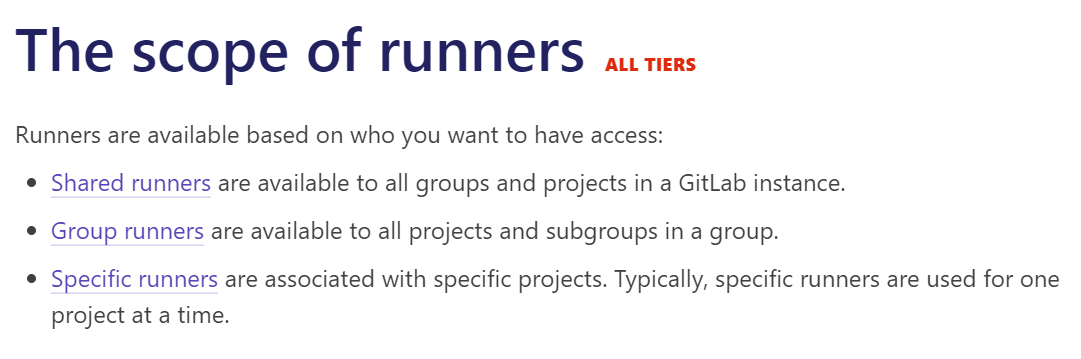 The scope of runners ALL TIERS
Runners are available based on who you want to have access:
• Shared runners are available to all groups and projects in a GitLab instance.
• Group runners are available to all projects and subgroups in a group.
• Specific runners are associated with specific projects. Typically, specific runners are used for one
project at a time.